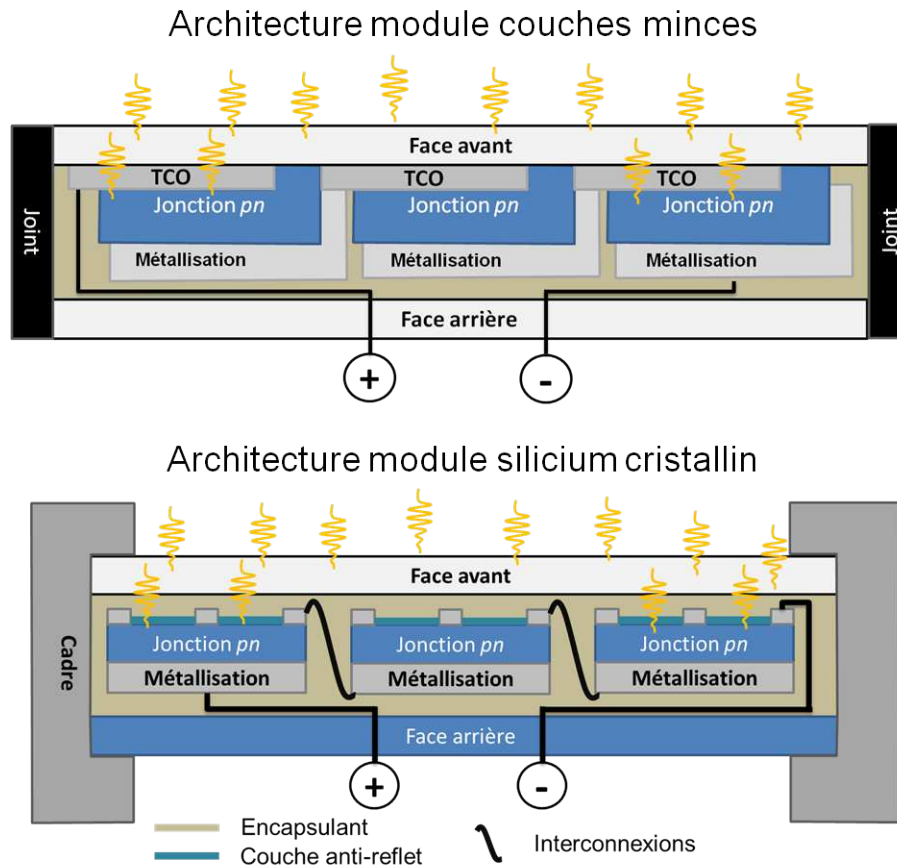 Architecture module couches minces
Face avant
TCO TCO TCO
Joint Jonction pn Jonction pn Jonction pn Joint
Métallisation Métallisation Métallisation
Face arrière
+ -
Architecture module silicium cristallin
Face avant
Cadre Jonction pn Jonction pn Jonction pn
Métallisation Métallisation Métallisation
Face arrière
+ -
Encapsulant
Couche anti-reflet
Interconnexions